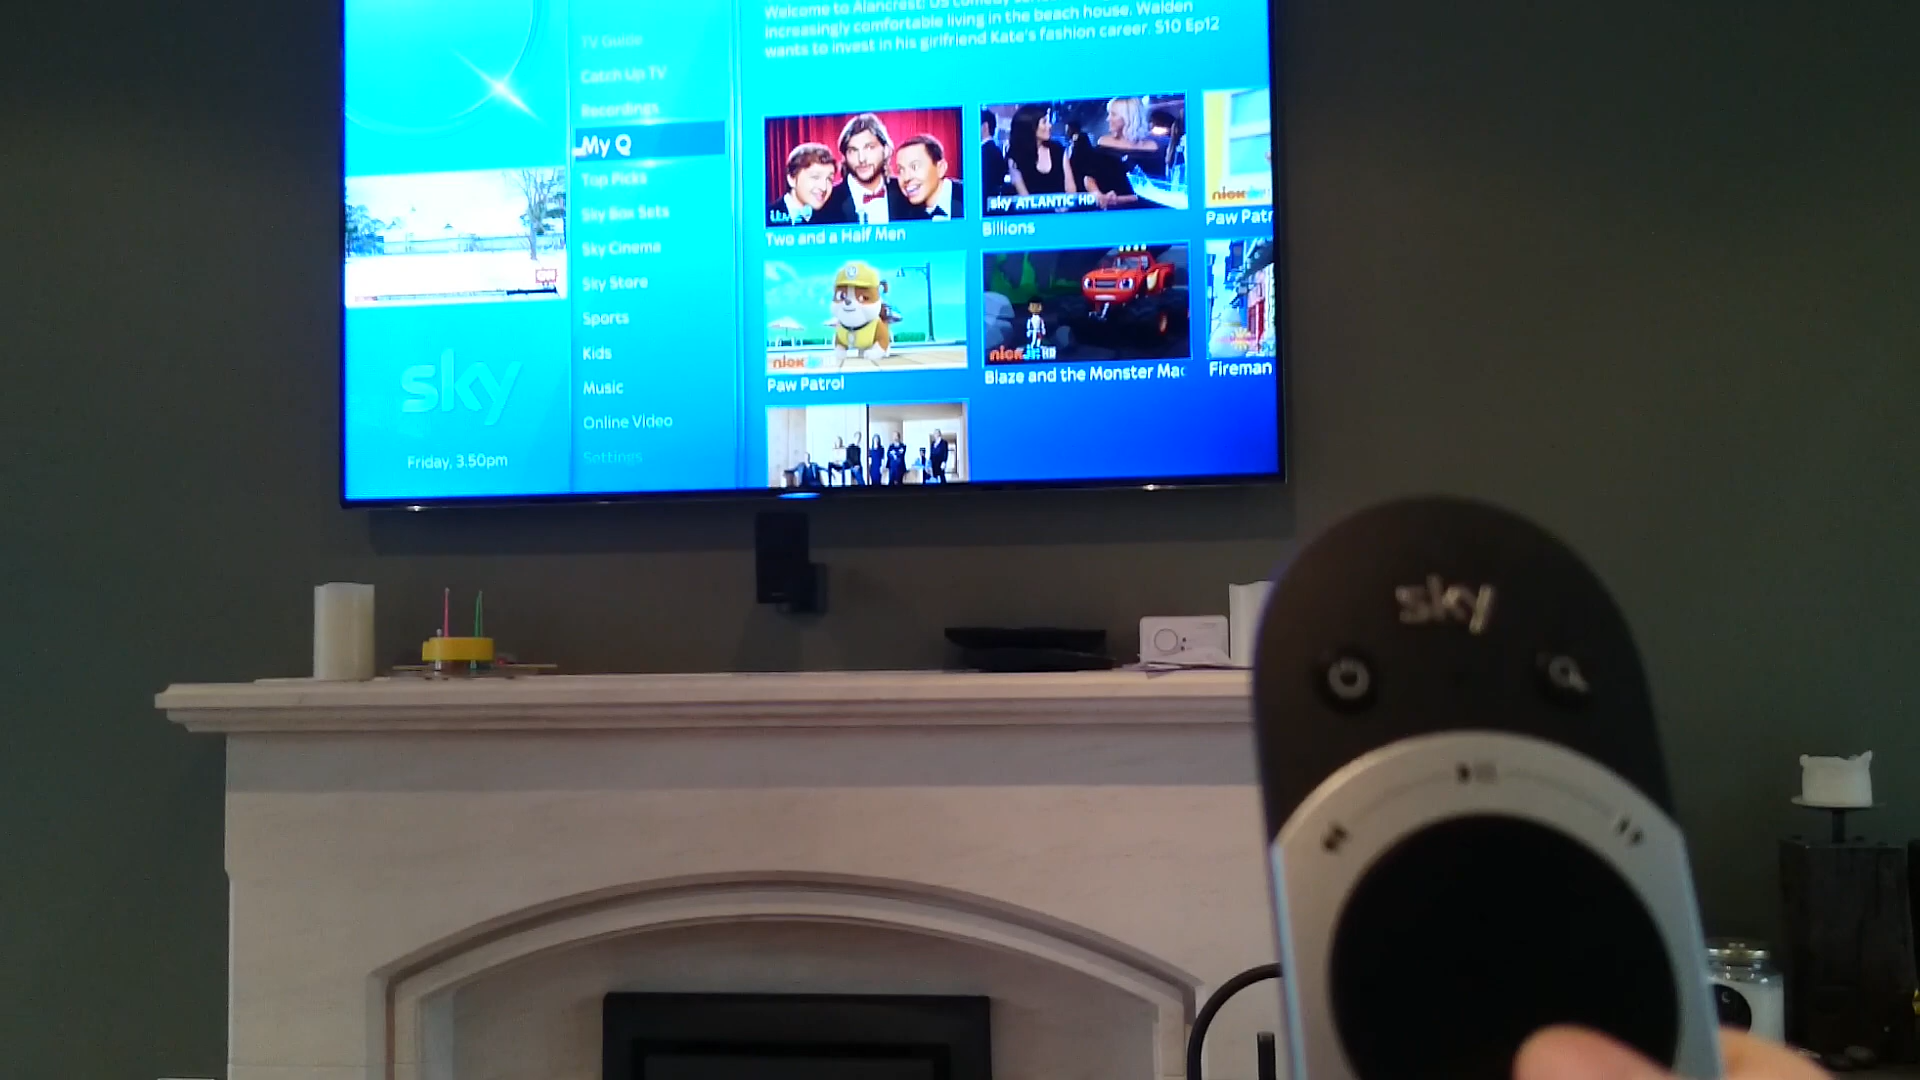 Welcome to Alancrest: US comedy
increasingly comfortable living in the beach house. Walden
wants to invest in his girlfriend Kate's fashion career. S10 Ep12
TV Guide
Catch Up TV
Recordings
My Q
Top Picks
Sky Box Sets
Sky Cinema
Sky Store
Sports
Kids
Music
Online Video
Settings
sky
Friday, 3.50pm
Two and a Half Men
sky ATLANTIC HD
Billions
nick
Paw Patr
nick
Paw Patrol
nick jr. HD
Blaze and the Monster Mac
Fireman
sky